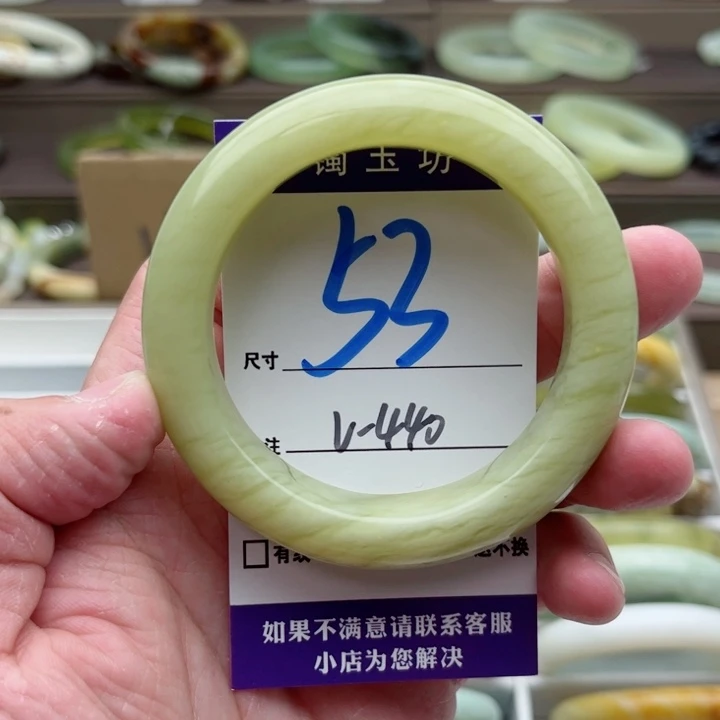 玉坊
尺寸 53
注 V-440
有
不换
如果不满意请联系客服
小店为您解决